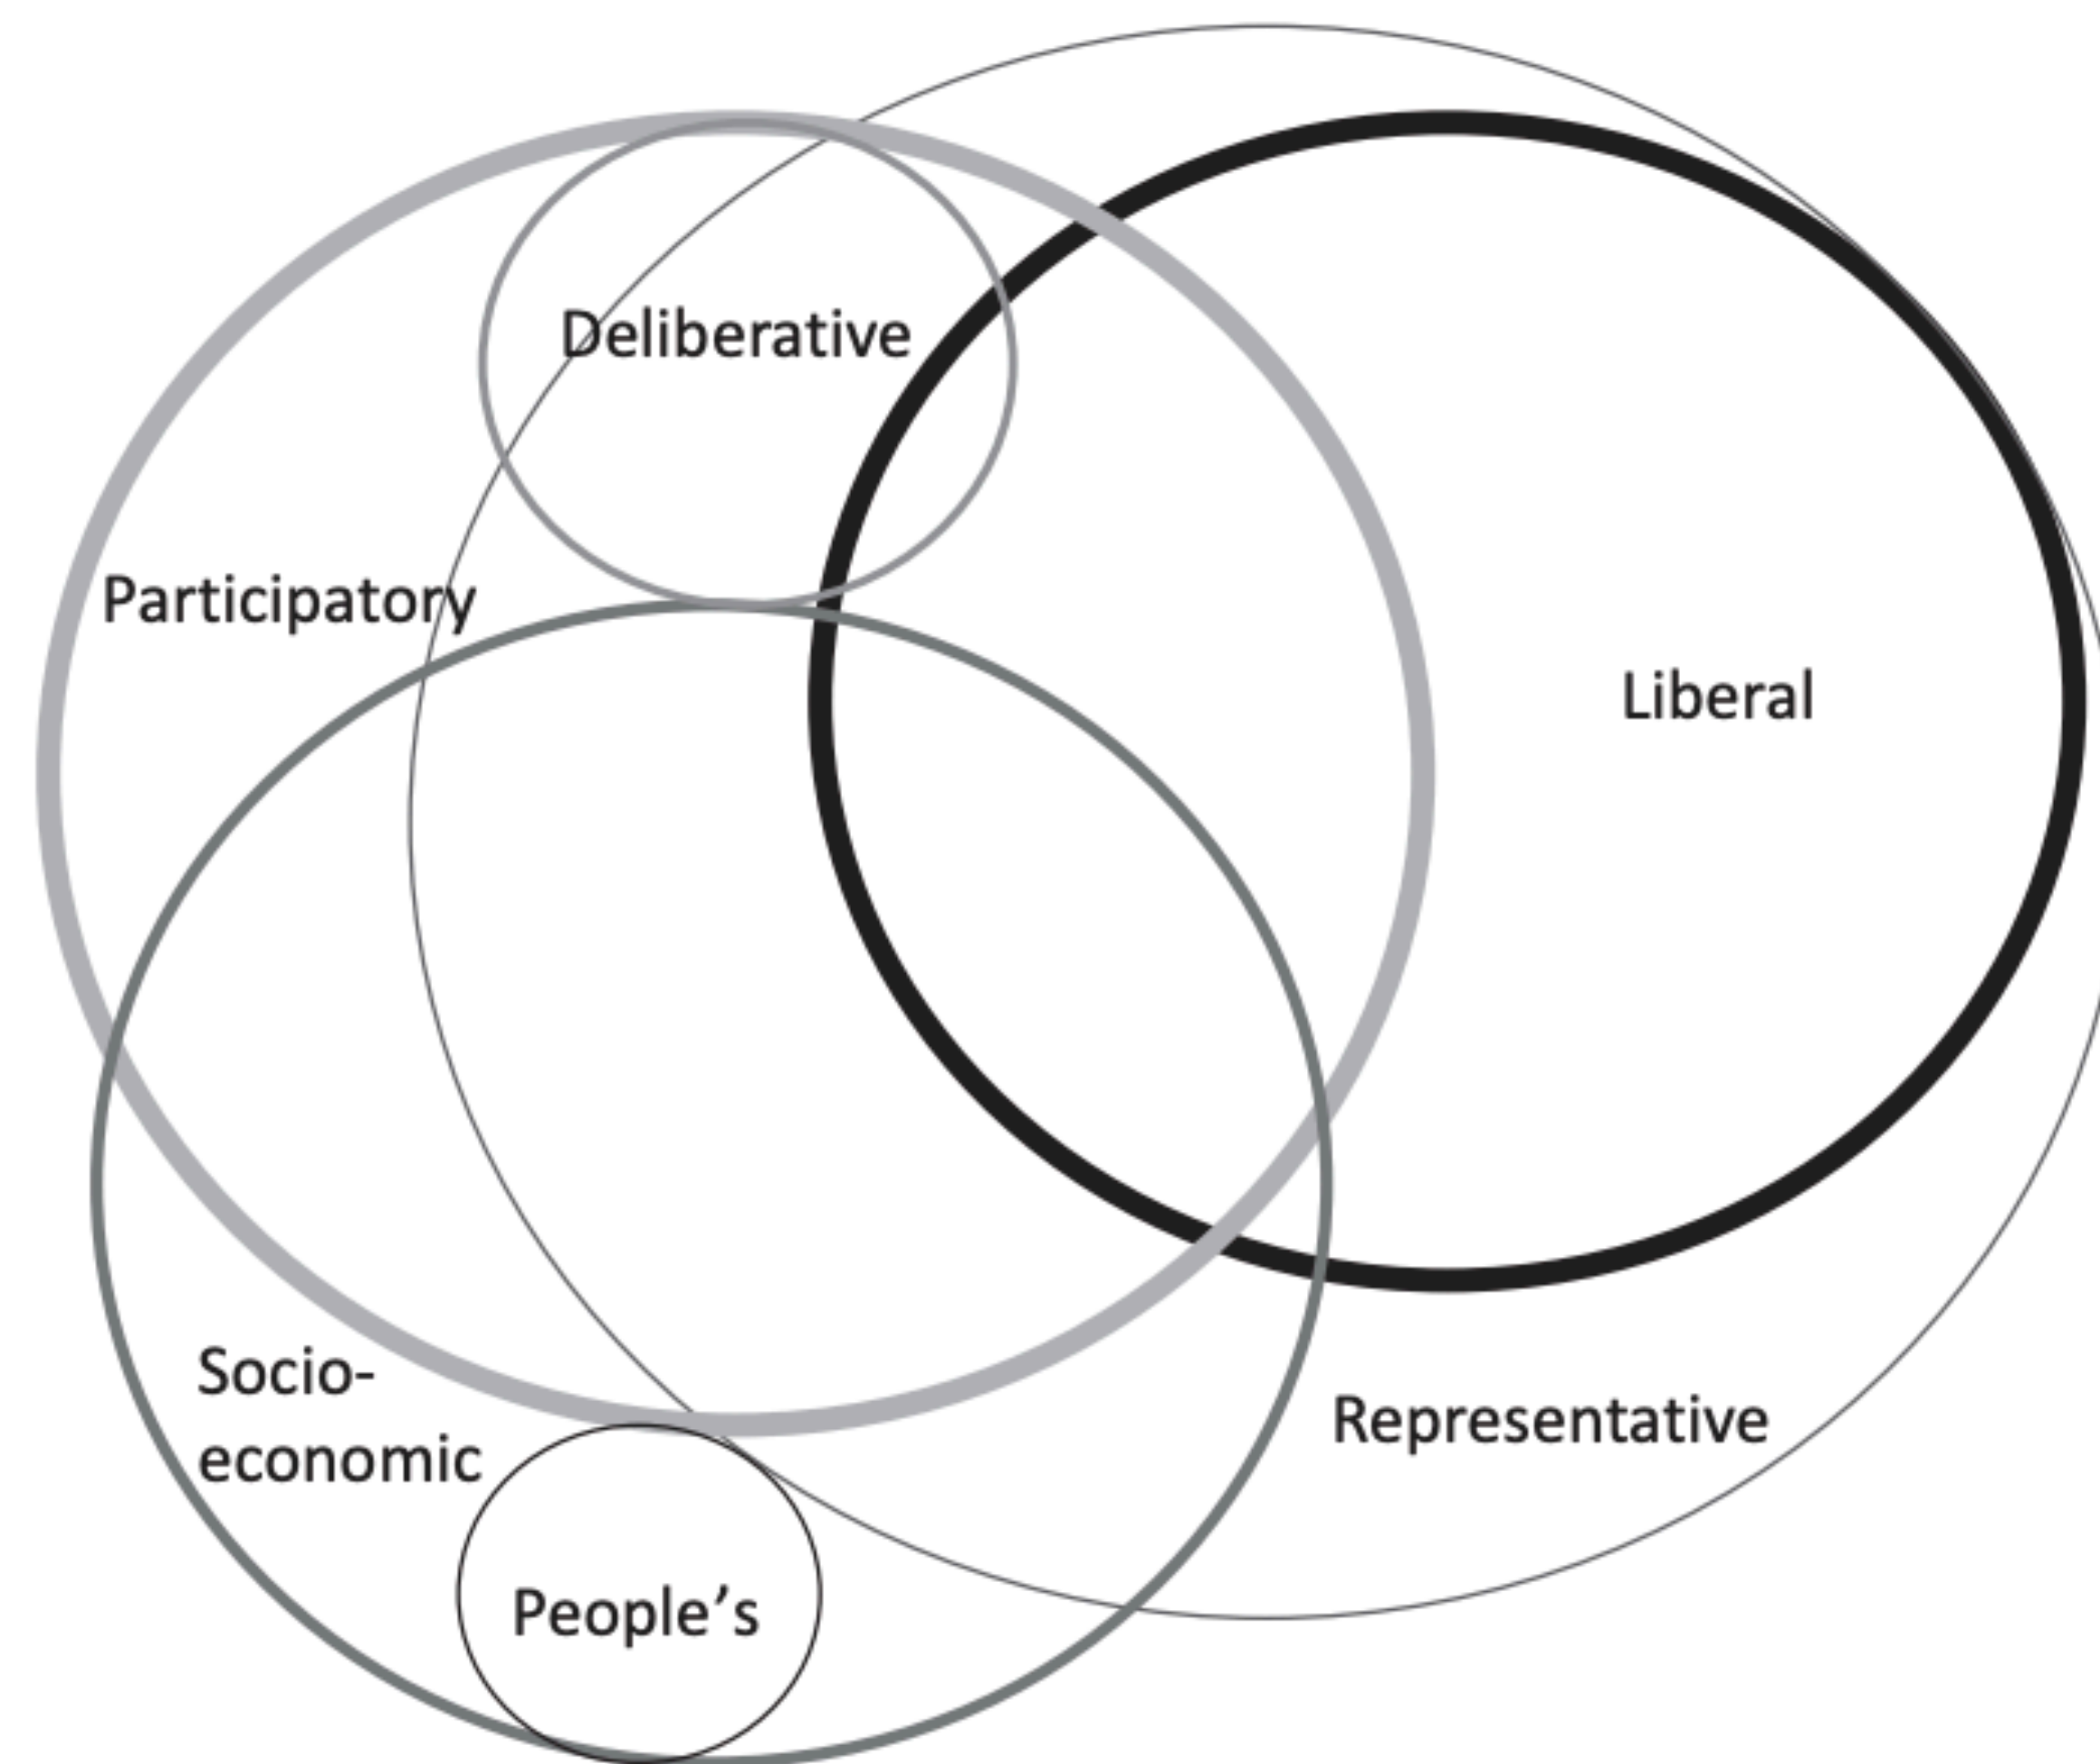 Deliberative
Participatory
Liberal
Socio-
economic
Representative
People’s